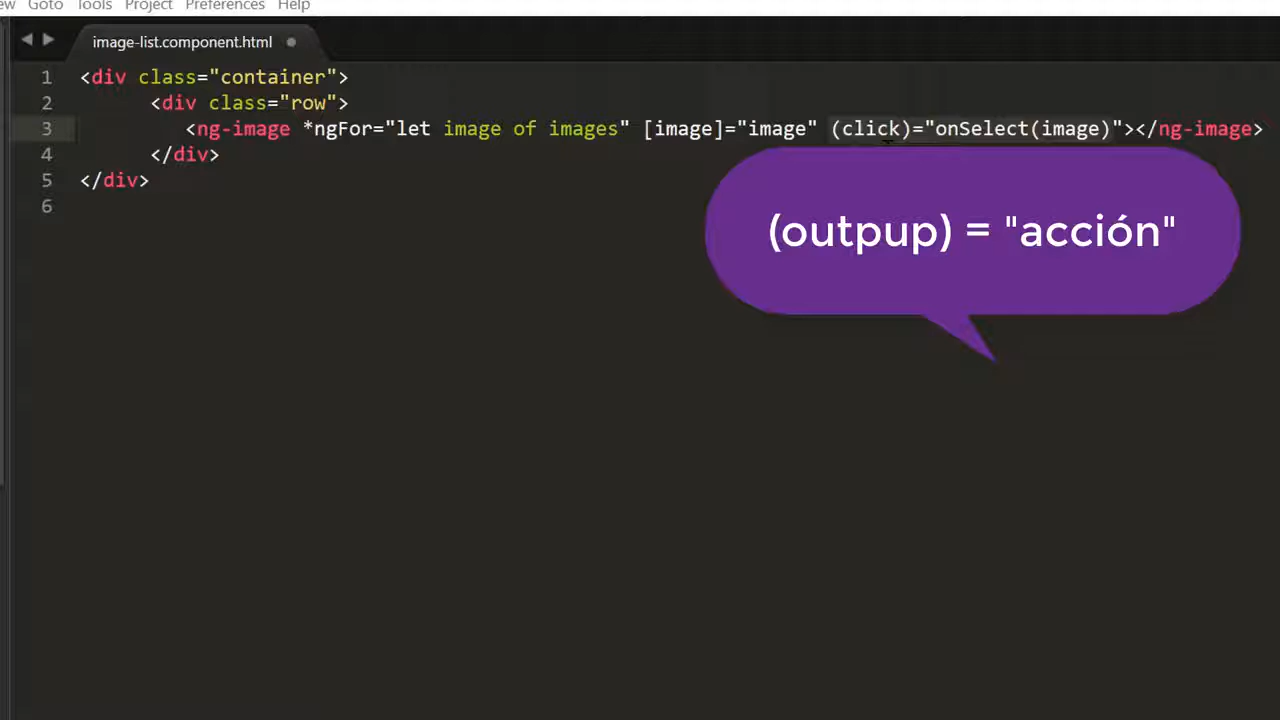 Goto Tools Project Preferences Help
image-list.component.html
1 <div class="container">
2 <div class="row">
3 <ng-image *ngFor="let image of images" [image]="image" (click)="onSelect(image)"></ng-image>
4 </div>
5 </div>
6
(outpup) = "acción"